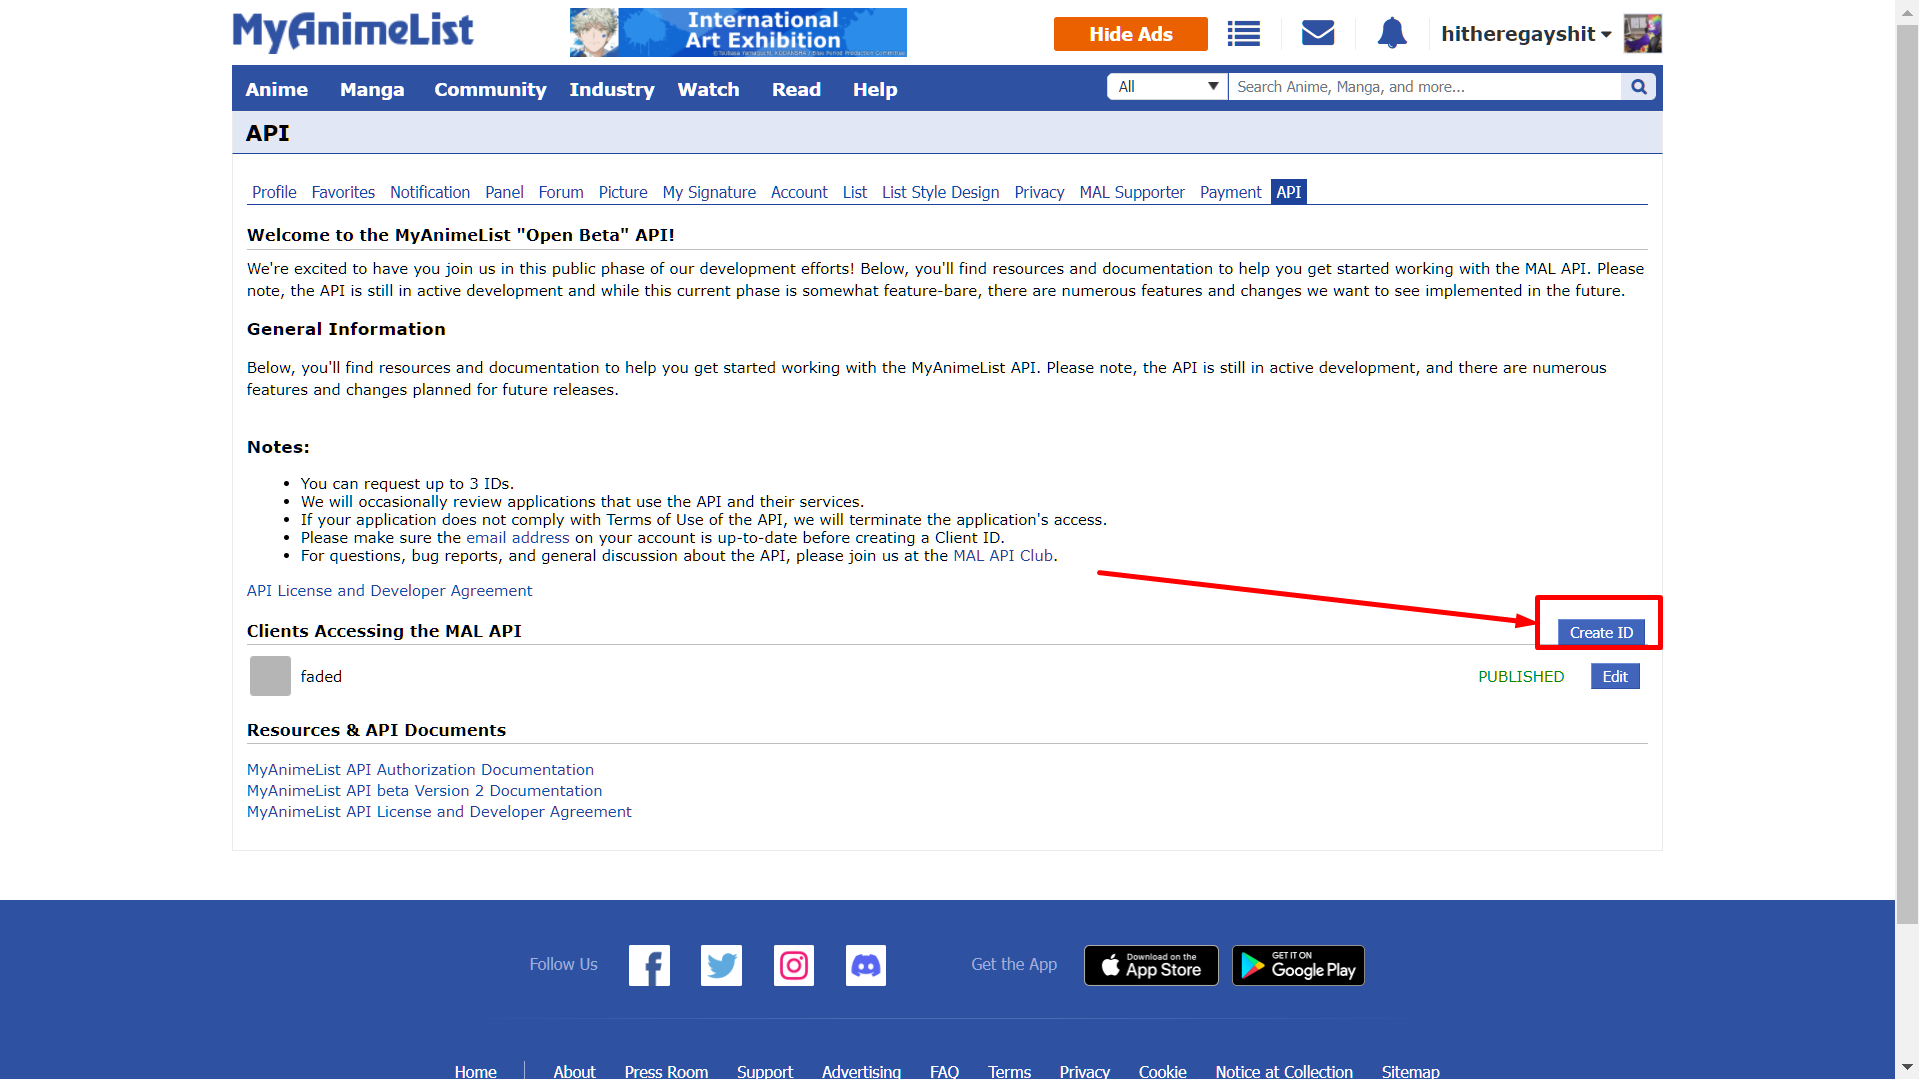 MyAnimeList
International
Art Exhibition
Hide Ads
hitheregayshit
Anime Manga Community Industry Watch Read Help
All
Search Anime, Manga, and more...
API
Profile Favorites Notification Panel Forum Picture My Signature Account List List Style Design Privacy MAL Supporter Payment API
Welcome to the MyAnimeList "Open Beta" API!
We're excited to have you join us in this public phase of our development efforts! Below, you'll find resources and documentation to help you get started working with the MAL API. Please
note, the API is still in active development and while this current phase is somewhat feature-bare, there are numerous features and changes we want to see implemented in the future.
General Information
Below, you'll find resources and documentation to help you get started working with the MyAnimeList API. Please note, the API is still in active development, and there are numerous
features and changes planned for future releases.
Notes:
• You can request up to 3 IDs.
• We will occasionally review applications that use the API and their services.
• If your application does not comply with Terms of Use of the API, we will terminate the application's access.
• Please make sure the email address on your account is up-to-date before creating a Client ID.
• For questions, bug reports, and general discussion about the API, please join us at the MAL API Club.
API License and Developer Agreement
Clients Accessing the MAL API
Create ID
faded
PUBLISHED
Edit
Resources & API Documents
MyAnimeList API Authorization Documentation
MyAnimeList API beta Version 2 Documentation
MyAnimeList API License and Developer Agreement
Follow Us
Get the App
Download on the
App Store
GET IT ON
Google Play
Home About Press Room Support Advertising FAQ Terms Privacy Cookie Notice at Collection Sitemap